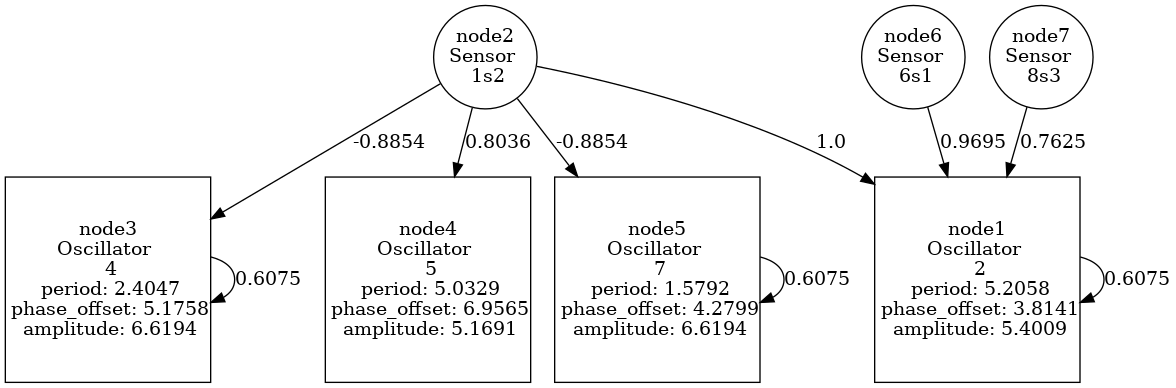 node2
Sensor
1s2
node6
Sensor
6s1
node7
Sensor
8s3
-0.8854
0.8036
-0.8854
1.0
0.9695
0.7625
node3
Oscillator
4
period: 2.4047
phase_offset: 5.1758
amplitude: 6.6194
0.6075
node4
Oscillator
5
period: 5.0329
phase_offset: 6.9565
amplitude: 5.1691
node5
Oscillator
7
period: 1.5792
phase_offset: 4.2799
amplitude: 6.6194
0.6075
node1
Oscillator
2
period: 5.2058
phase_offset: 3.8141
amplitude: 5.4009
0.6075